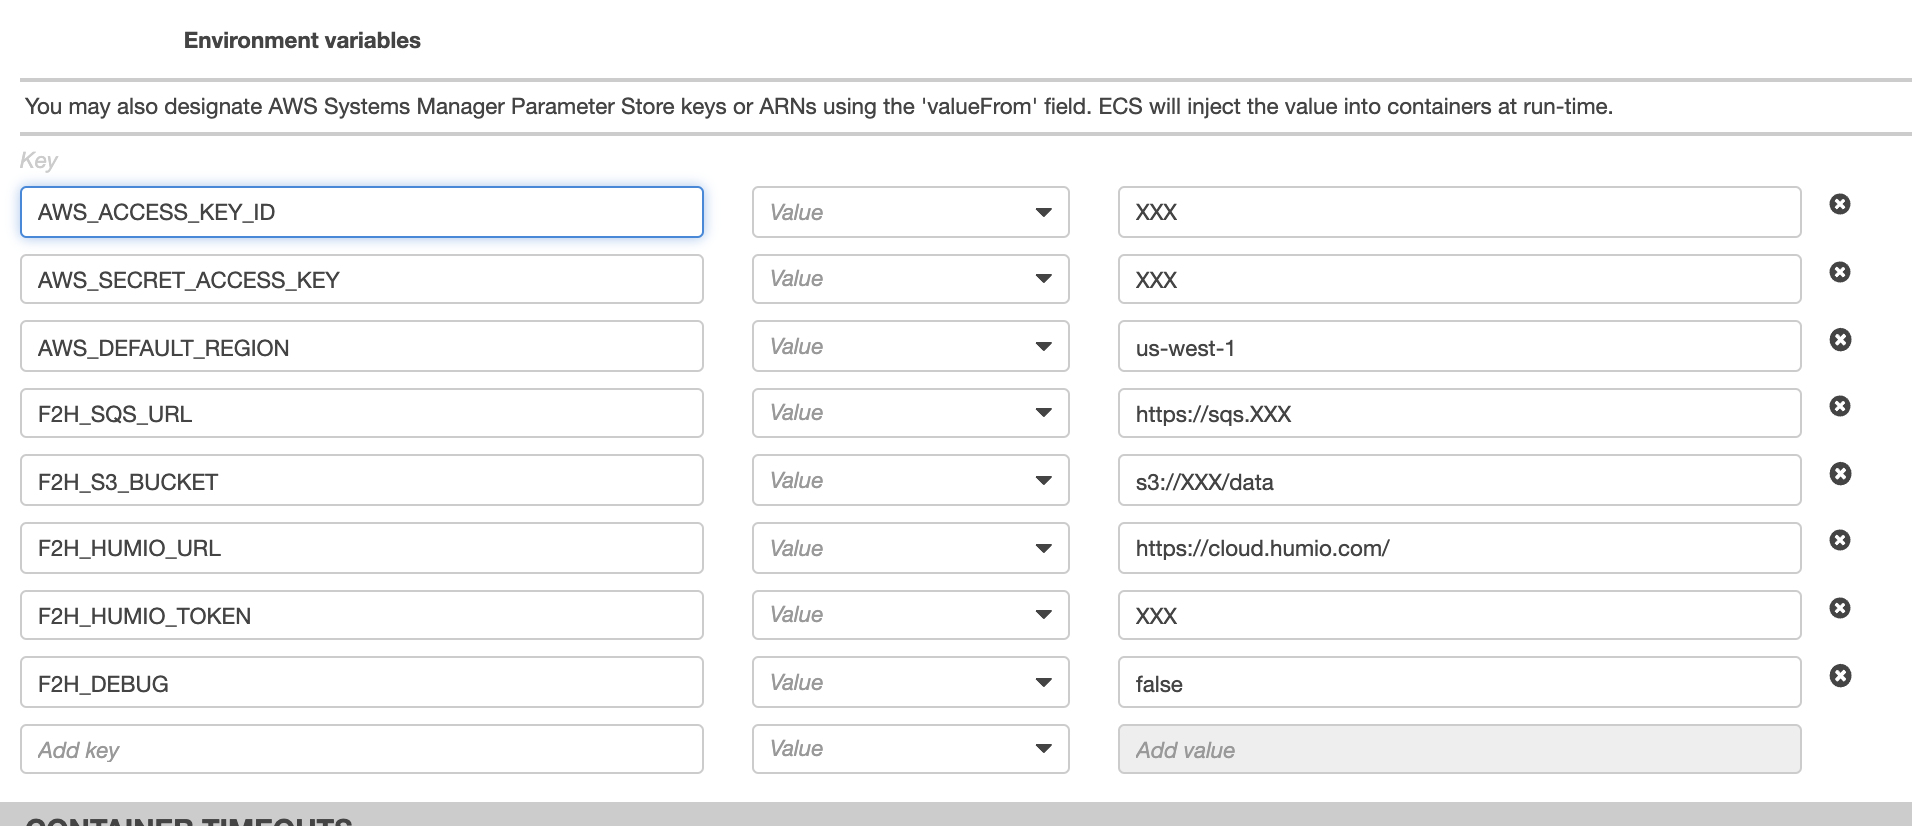 Environment variables
You may also designate AWS Systems Manager Parameter Store keys or ARNs using the 'valueFrom' field. ECS will inject the value into containers at run-time.
Key
AWS_ACCESS_KEY_ID Value XXX
AWS_SECRET_ACCESS_KEY Value XXX
AWS_DEFAULT_REGION Value us-west-1
F2H_SQS_URL Value https://sqs.XXX
F2H_S3_BUCKET Value s3://XXX/data
F2H_HUMIO_URL Value https://cloud.humio.com/
F2H_HUMIO_TOKEN Value XXX
F2H_DEBUG Value false
Add key Value Add value
CONTAINER TIMEOUTS